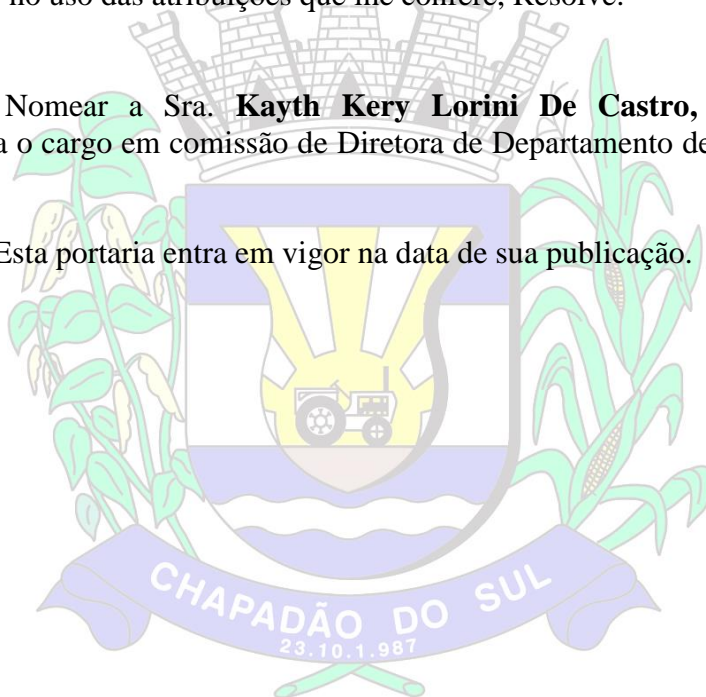 no uso das atribuições que lhe confere, Resolve:
Nomear a Sra. Kayth Kery Lorini De Castro,
o cargo em comissão de Diretora de Departamento de
Esta portaria entra em vigor na data de sua publicação.
CHAPADÃO DO SUL
23.10.1.987